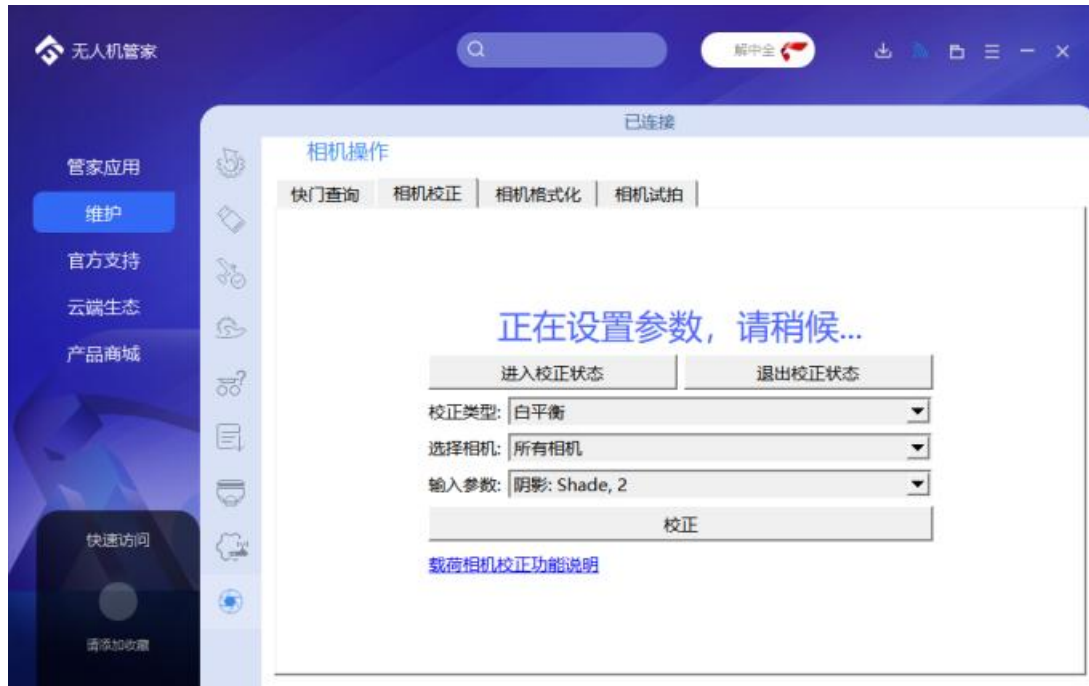 无人机管家
解中全
已连接
管家应用
维护
官方支持
云端生态
产品商城
快速访问
请添加收藏
相机操作
快门查询 相机校正 相机格式化 相机试拍
正在设置参数，请稍候...
进入校正状态 退出校正状态
校正类型: 白平衡
选择相机: 所有相机
输入参数: 阴影: Shade, 2
校正
载荷相机校正功能说明